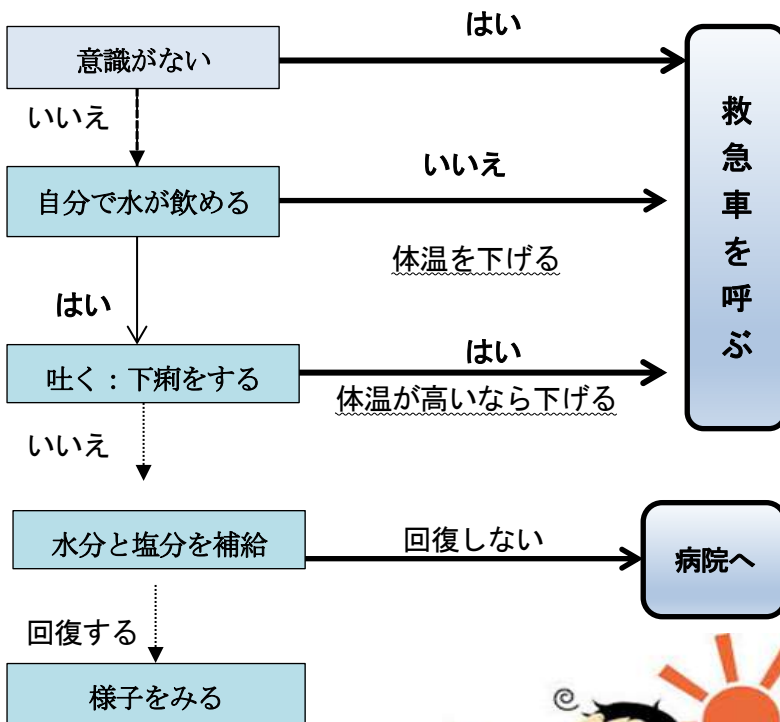 はい
意識がない
いいえ
自分で水が飲める
いいえ
体温を下げる
はい
吐く：下痢をする
はい
体温が高いなら下げる
救急車を呼ぶ
いいえ
水分と塩分を補給
回復しない
病院へ
回復する
様子をみる